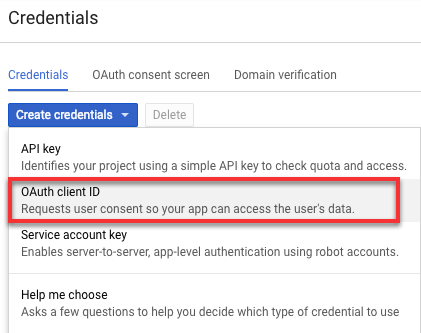 Credentials
Credentials OAuth consent screen Domain verification
Create credentials Delete
API key
Identifies your project using a simple API key to check quota and access.
OAuth client ID
Requests user consent so your app can access the user's data.
Service account key
Enables server-to-server, app-level authentication using robot accounts.
Help me choose
Asks a few questions to help you decide which type of credential to use